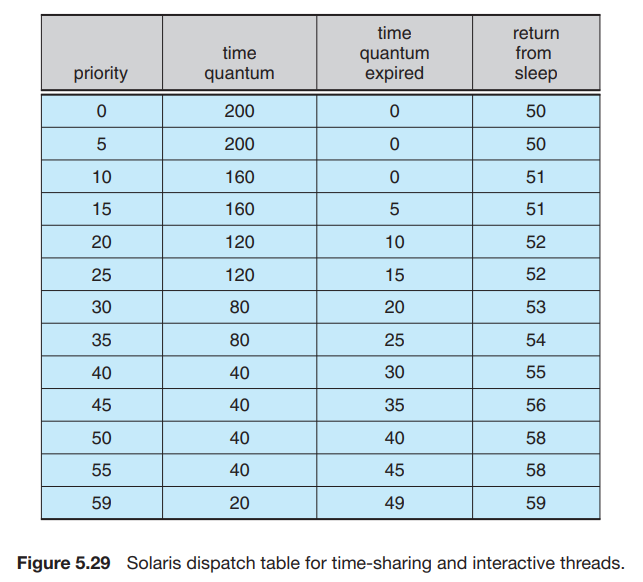 priority time quantum time quantum expired return from sleep
0 200 0 50
5 200 0 50
10 160 0 51
15 160 5 51
20 120 10 52
25 120 15 52
30 80 20 53
35 80 25 54
40 40 30 55
45 40 35 56
50 40 40 58
55 40 45 58
59 20 49 59
Figure 5.29 Solaris dispatch table for time-sharing and interactive threads.